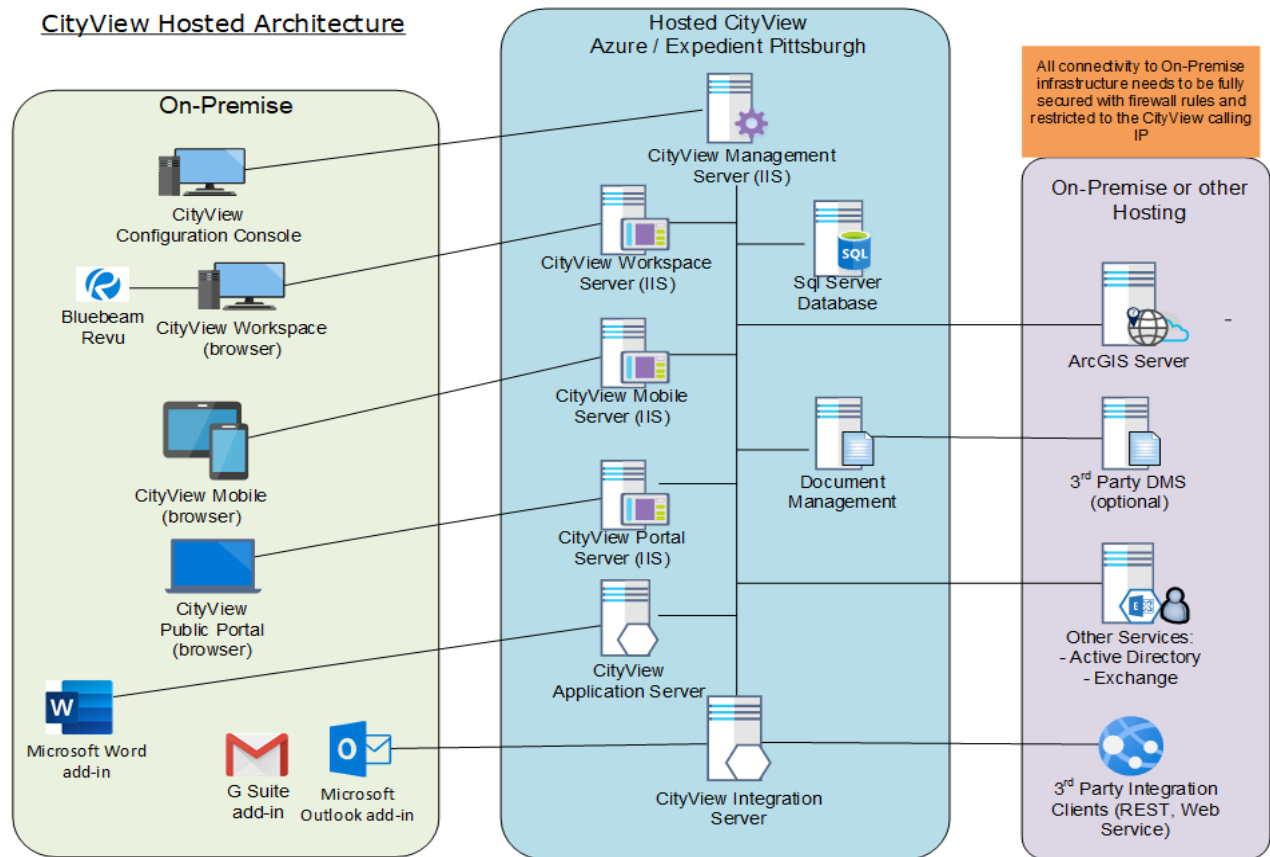 CityView Hosted Architecture
On-Premise
CityView
Configuration Console
Bluebeam
Revu
CityView Workspace
(browser)
CityView Mobile
(browser)
CityView
Public Portal
(browser)
W
Microsoft Word
add-in
G Suite
add-in
O
Microsoft
Outlook add-in
Hosted CityView
Azure / Expedient Pittsburgh
CityView Management
Server (IIS)
CityView Workspace
Server (IIS)
SQL
Sql Server
Database
CityView Mobile
Server (IIS)
Document
Management
CityView Portal
Server (IIS)
CityView
Application Server
CityView Integration
Server
All connectivity to On-Premise
infrastructure needs to be fully
secured with firewall rules and
restricted to the CityView calling
IP
On-Premise or other
Hosting
-
ArcGIS Server
3rd Party DMS
(optional)
E
Other Services:
- Active Directory
- Exchange
3rd Party Integration
Clients (REST, Web
Service)